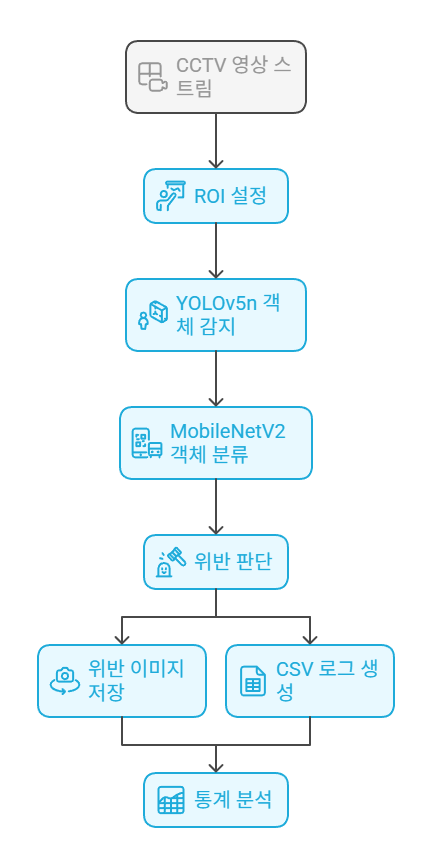 CCTV 영상 스
트림
ROI 설정
YOLOv5n 객
체 감지
MobileNetV2
객체 분류
위반 판단
위반 이미지
저장
CSV 로그 생
성
통계 분석